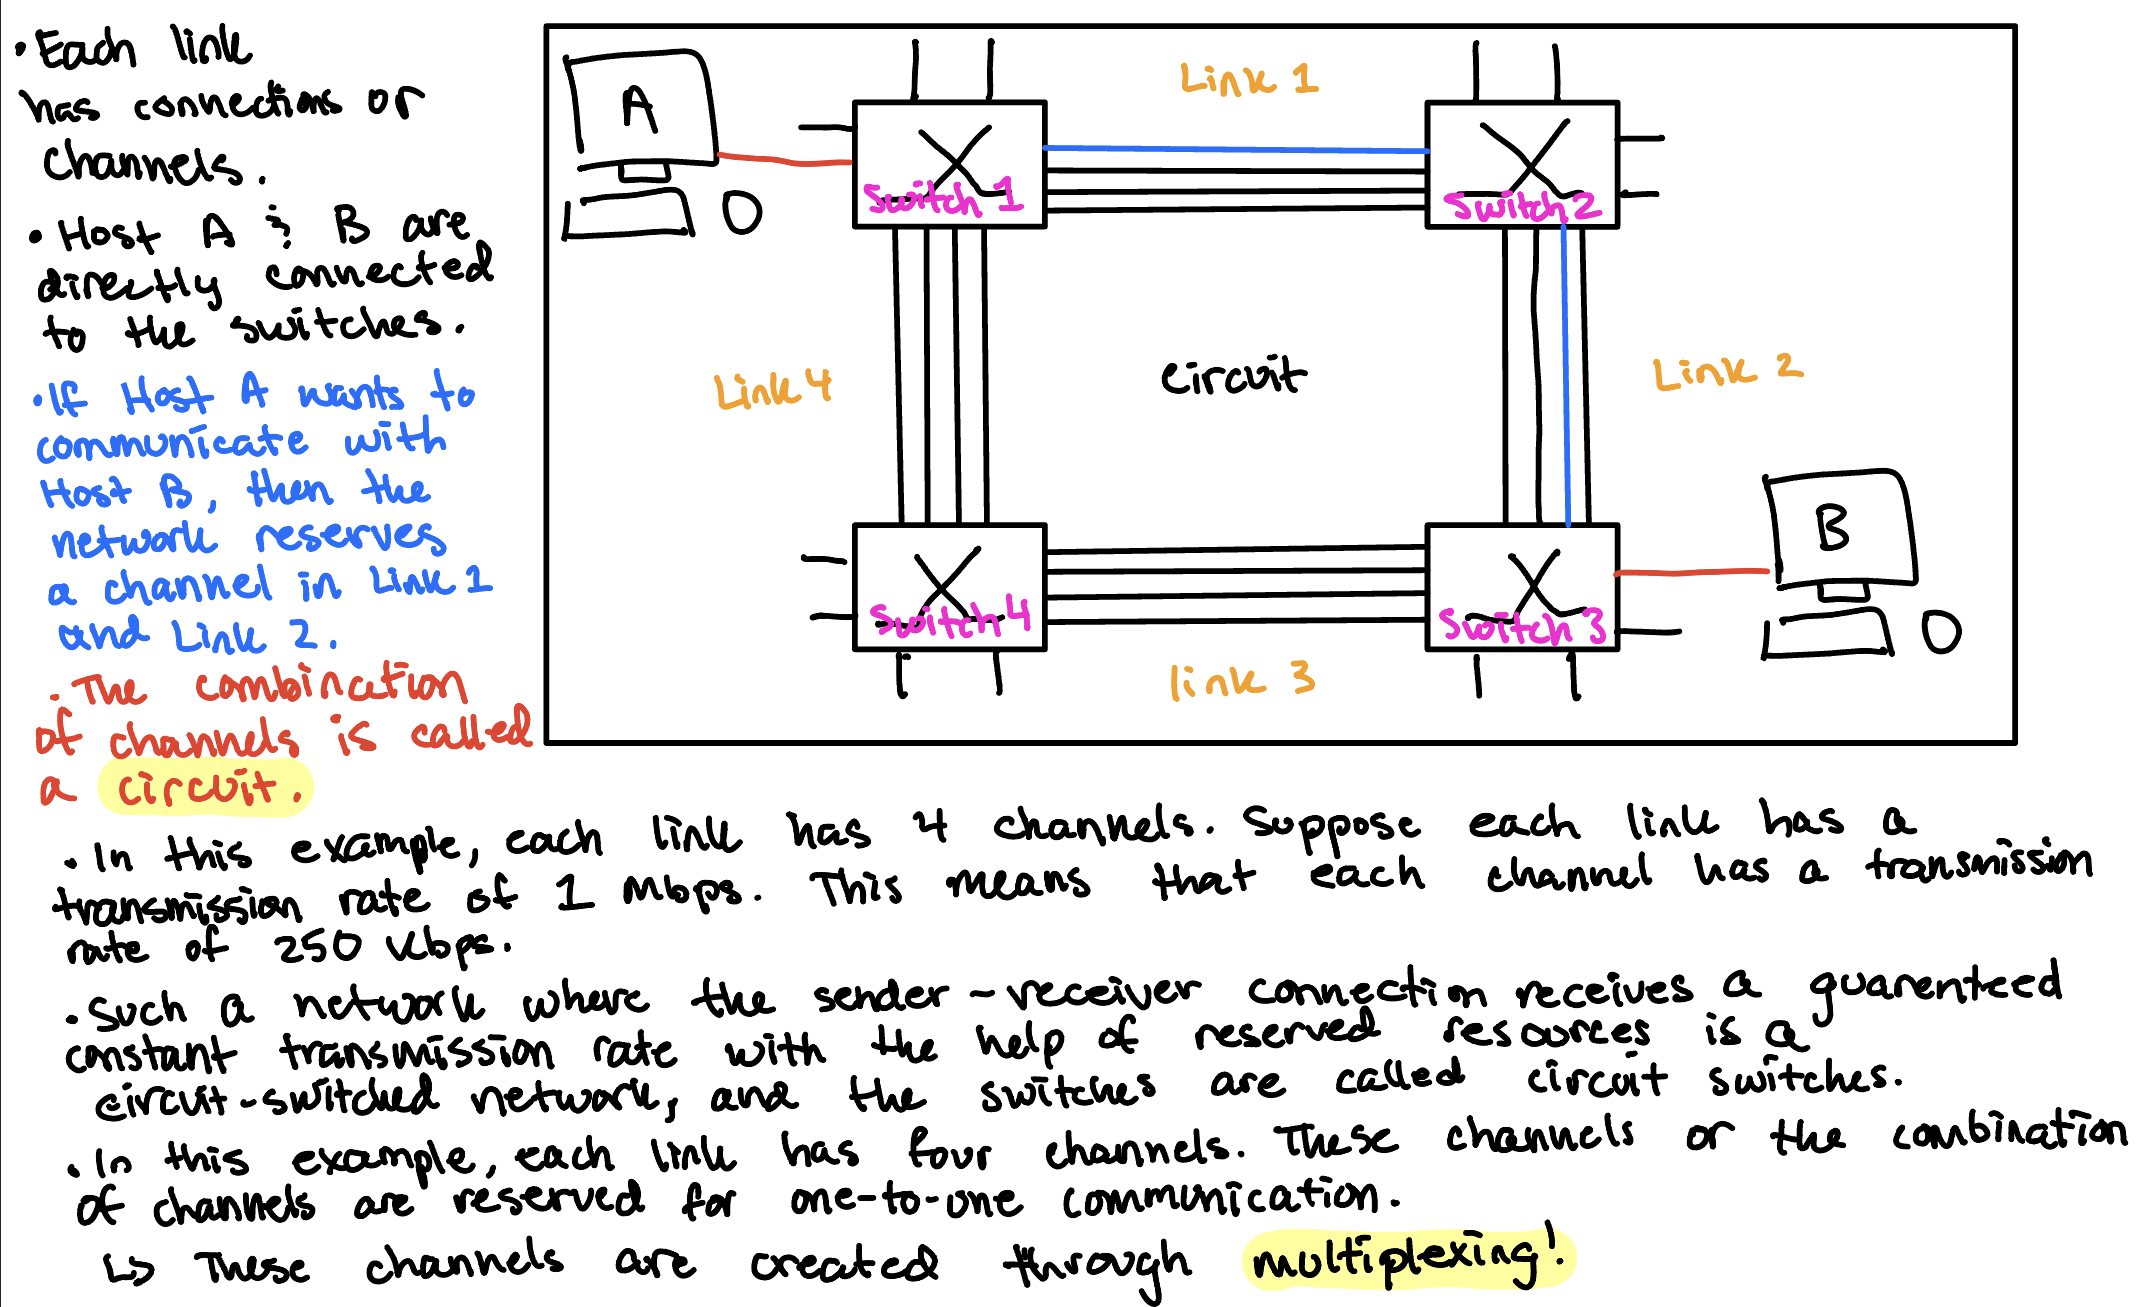 • Each link
has connections or
channels.
• Host A & B are
directly connected
to the switches.
• If Host A wants to
communicate with
Host B, then the
network reserves
a channel in Link 1
and Link 2.
• The combination
of channels is called
a circuit.
A
Link 1
Switch 1
Switch 2
Link 4
circuit
Link 2
B
Switch 4
Switch 3
link 3
• In this example, each link has 4 channels. Suppose each link has a
transmission rate of 1 Mbps. This means that each channel has a transmission
rate of 250 Kbps.
• Such a network where the sender-receiver connection receives a guarenteed
constant transmission rate with the help of reserved resources is a
circuit-switched network, and the switches are called circuit switches.
• In this example, each link has four channels. These channels or the combination
of channels are reserved for one-to-one communication.
↳ These channels are created through multiplexing!